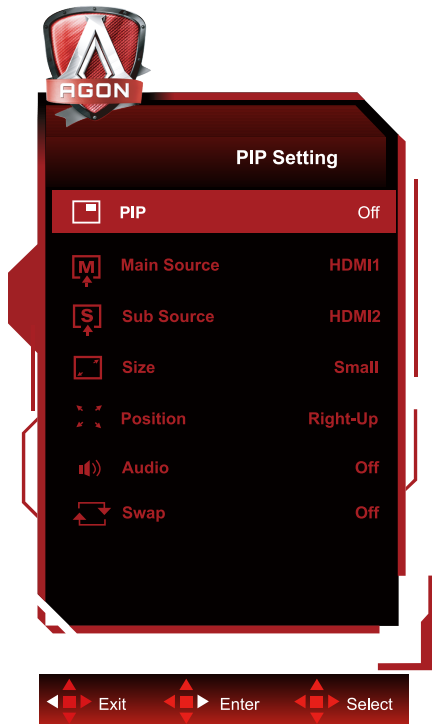 AGON
PIP Setting
PIP Off
Main Source HDMI1
Sub Source HDMI2
Size Small
Position Right-Up
Audio Off
Swap Off
Exit Enter Select